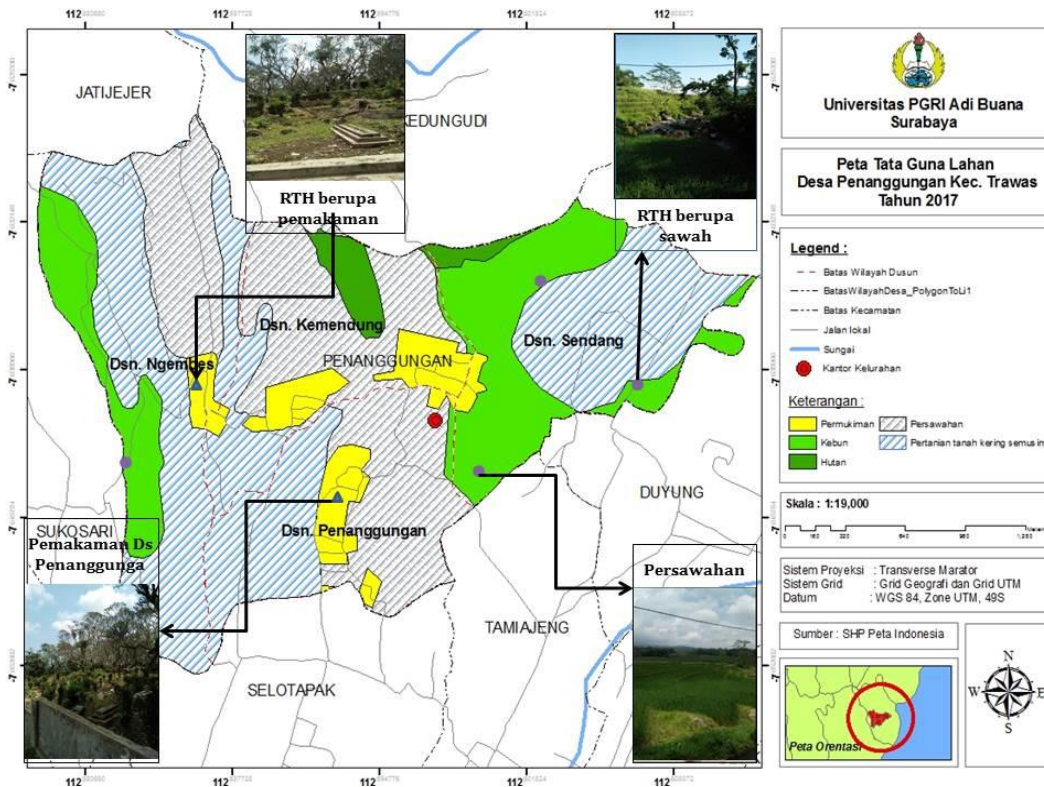 112
112
112
112
112
JATIJEJER
KEDUNGUDI
RTH berupa
pemakaman
RTH berupa
sawah
Dsn. Kemendung
Dsn. Ngembes
PENANGGUNGAN
Dsn. Sendang
Dsn. Penanggungan
SUKOSARI
Pemakaman Ds
Penanggunga
DUYUNG
Persawahan
TAMIAJENG
SELOTAPAK
112
112
112
112
112
Universitas PGRI Adi Buana
Surabaya
Peta Tata Guna Lahan
Desa Penanggungan Kec. Trawas
Tahun 2017
Legend :
Batas Wilayah Dusun
BatasWilayahDesa_PolygonToLi1
Batas Kecamatan
Jalan lokal
Sungai
Kantor Kelurahan
Keterangan :
Permukiman
Persawahan
Kebun
Pertanian tanah kering semusim
Hutan
Skala : 1:19,000
Sistem Proyeksi : Transverse Marator
Sistem Grid : Grid Geografi dan Grid UTM
Datum : WGS 84, Zone UTM, 49S
Sumber : SHP Peta Indonesia
Peta Orentasi
N
W E
S